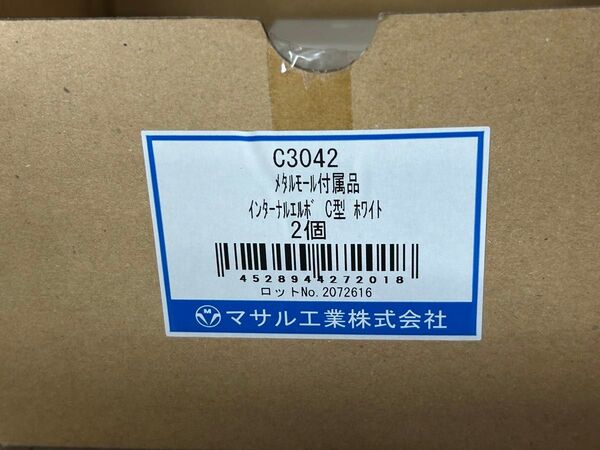 C3042
ﾒﾀﾙﾓｰﾙ付属品
ｲﾝﾀｰﾅﾙｴﾙﾎﾞ C型 ﾎﾜｲﾄ
2個
4528944272018
ロットNo.2072616
M マサル工業株式会社